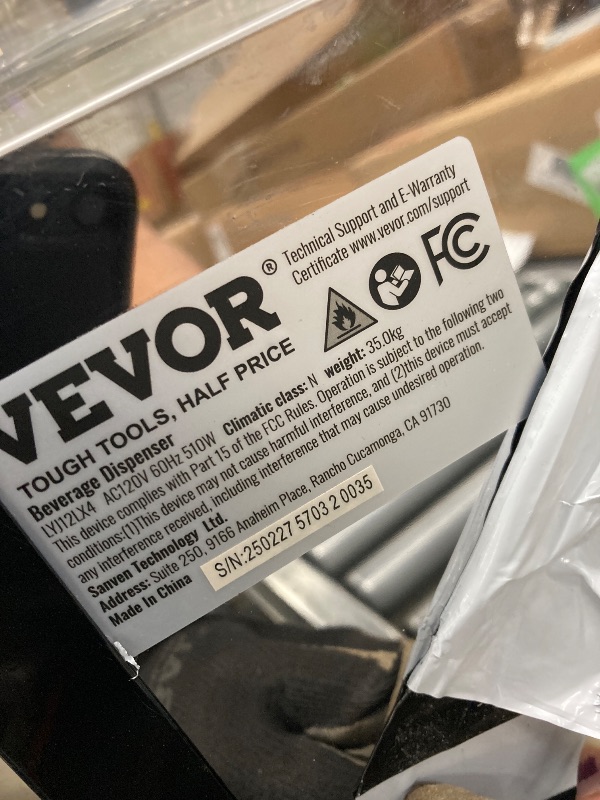 VEVOR®
TOUGH TOOLS, HALF PRICE
Technical Support and E-Warranty
Certificate www.vevor.com/support
FC
Beverage Dispenser
LYJ12LX4 AC120V 60Hz 510W Climatic class: N weight: 35.0kg
This device complies with Part 15 of the FCC Rules. Operation is subject to the following two
conditions:(1)This device may not cause harmful interference, and (2)this device must accept
any interference received, including interference that may cause undesired operation.
Sanven Technology Ltd.
Address: Suite 250, 9166 Anaheim Place, Rancho Cucamonga, CA 91730
Made In China
S/N:250227 5703 2 0035